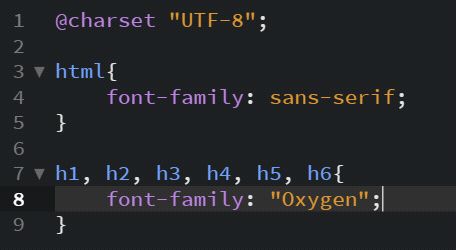 1 @charset "UTF-8";
2
3 html{
4 font-family: sans-serif;
5 }
6
7 h1, h2, h3, h4, h5, h6{
8 font-family: "Oxygen";
9 }